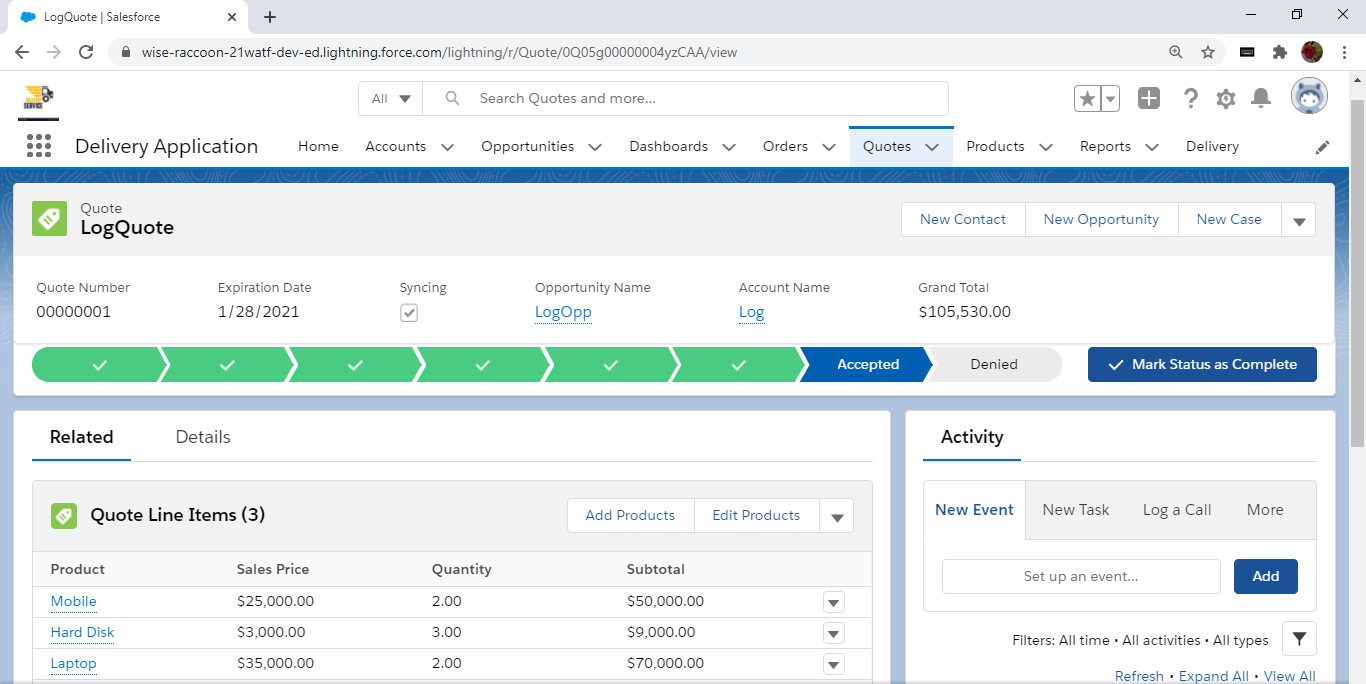 LogQuote | Salesforce
wise-raccoon-21watf-dev-ed.lightning.force.com/lightning/r/Quote/0Q05g00000004yzCAA/view
SERVICE
All
Search Quotes and more...
Delivery Application Home Accounts Opportunities Dashboards Orders Quotes Products Reports Delivery
Quote
LogQuote
New Contact New Opportunity New Case
Quote Number Expiration Date Syncing Opportunity Name Account Name Grand Total
00000001 1/28/2021 LogOpp Log $105,530.00
Accepted Denied Mark Status as Complete
Related Details
Activity
Quote Line Items (3) Add Products Edit Products
New Event New Task Log a Call More
Product Sales Price Quantity Subtotal
Set up an event... Add
Mobile $25,000.00 2.00 $50,000.00
Hard Disk $3,000.00 3.00 $9,000.00
Filters: All time • All activities • All types
Laptop $35,000.00 2.00 $70,000.00
Refresh • Expand All • View All